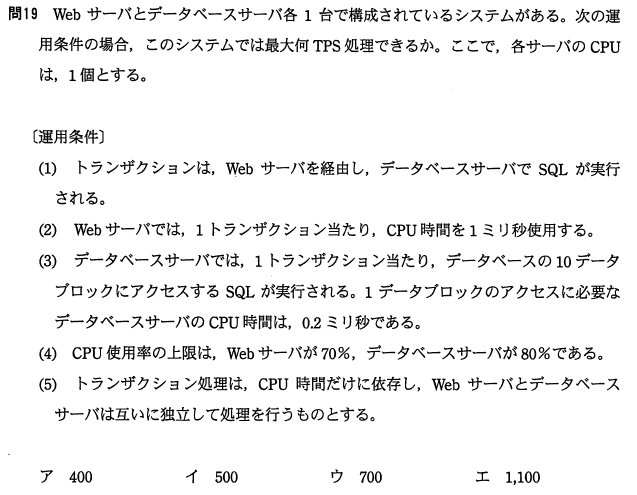 問19 Web サーバとデータベースサーバ各 1 台で構成されているシステムがある。次の運
用条件の場合，このシステムでは最大何 TPS 処理できるか。ここで，各サーバの CPU
は，1 個とする。
〔運用条件〕
(1) トランザクションは，Web サーバを経由し，データベースサーバで SQL が実行
される。
(2) Web サーバでは，1 トランザクション当たり，CPU 時間を 1 ミリ秒使用する。
(3) データベースサーバでは，1 トランザクション当たり，データベースの 10 データ
ブロックにアクセスする SQL が実行される。1 データブロックのアクセスに必要な
データベースサーバの CPU 時間は，0.2 ミリ秒である。
(4) CPU 使用率の上限は，Web サーバが 70％，データベースサーバが 80％である。
(5) トランザクション処理は，CPU 時間だけに依存し，Web サーバとデータベース
サーバは互いに独立して処理を行うものとする。
ア 400 イ 500 ウ 700 エ 1,100